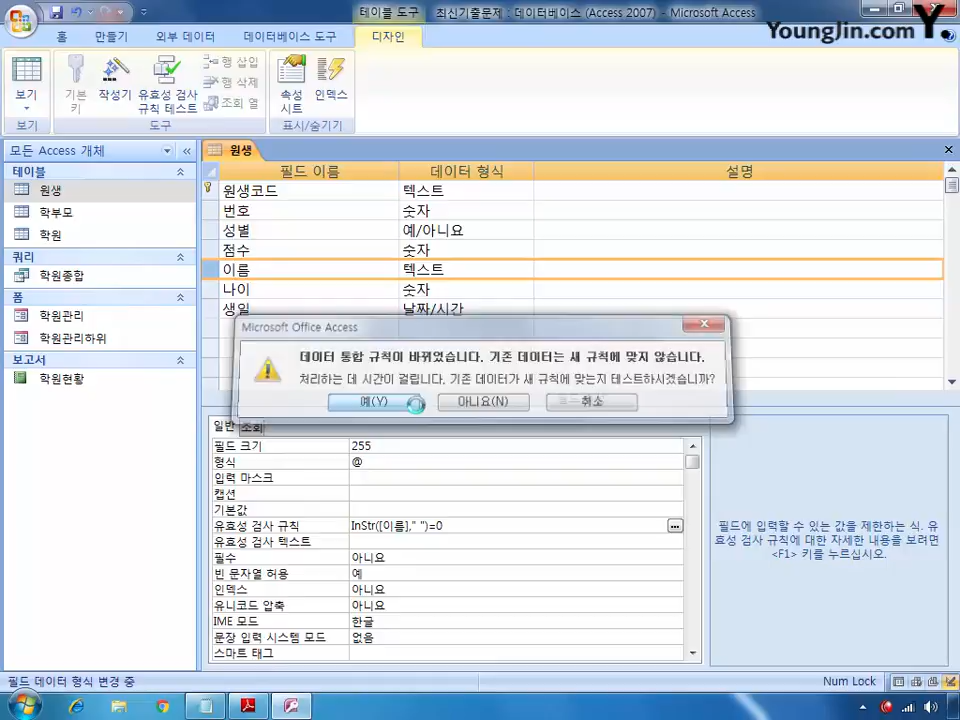 테이블 도구
최신기출문제 : 데이터베이스 (Access 2007) - Microsoft Access
YoungJin.com Y.
홈 만들기 외부 데이터 데이터베이스 도구 디자인
보기
기본 키
작성기
유효성 검사 규칙 테스트
행 삽입
행 삭제
조회 열
속성 시트
인덱스
보기 도구 표시/숨기기
모든 Access 개체 «
원생
테이블
원생
학부모
학원
쿼리
학원종합
폼
학원관리
학원관리하위
보고서
학원현황
필드 이름 데이터 형식 설명
원생코드 텍스트
번호 숫자
성별 예/아니요
점수 숫자
이름 텍스트
나이 숫자
생일 날짜/시간
Microsoft Office Access
데이터 통합 규칙이 바뀌었습니다. 기존 데이터는 새 규칙에 맞지 않습니다.
처리하는 데 시간이 걸립니다. 기존 데이터가 새 규칙에 맞는지 테스트하시겠습니까?
예(Y) 아니요(N) 취소
일반 조회
필드 크기 255
형식 @
입력 마스크
캡션
기본값
유효성 검사 규칙 InStr([이름]," ")=0
유효성 검사 텍스트
필수 아니요
빈 문자열 허용 예
인덱스 아니요
유니코드 압축 아니요
IME 모드 한글
문장 입력 시스템 모드 없음
스마트 태그
필드에 입력할 수 있는 값을 제한하는 식. 유
효성 검사 규칙에 대한 자세한 내용을 보려면
<F1> 키를 누르십시오.
필드 데이터 형식 변경 중
Num Lock